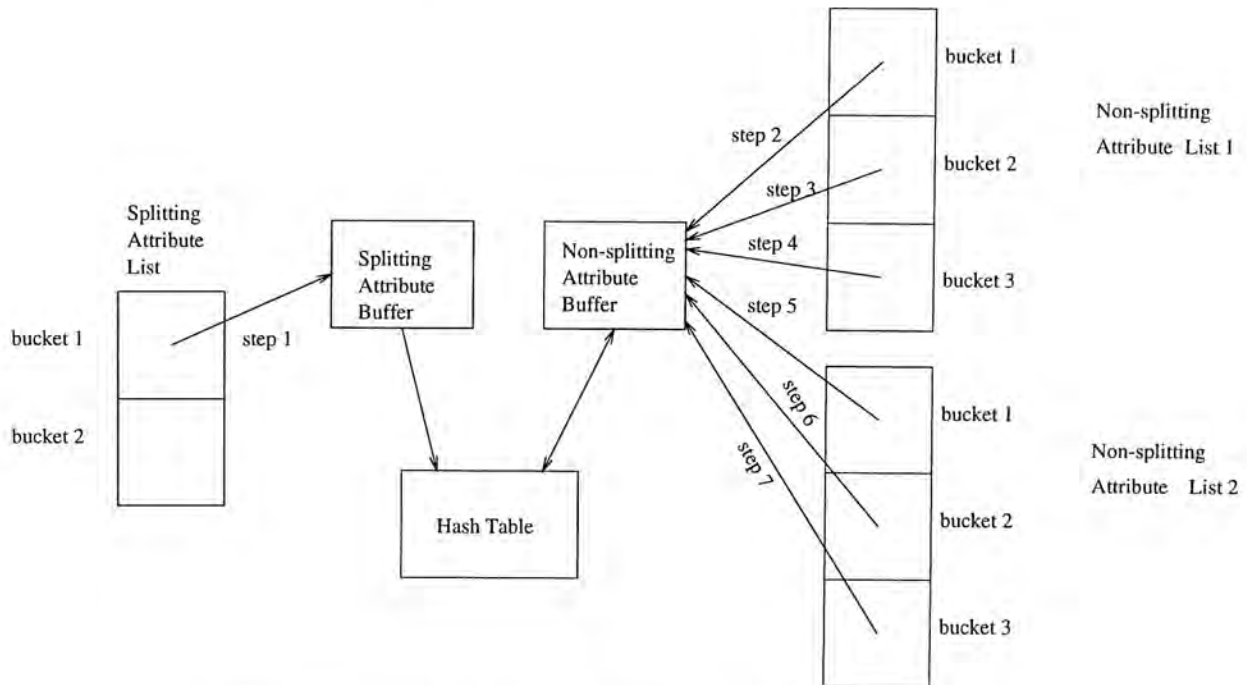 Splitting
Attribute
List
bucket 1
bucket 2
step 1
Splitting
Attribute
Buffer
Non-splitting
Attribute
Buffer
Hash Table
step 2
step 3
step 4
step 5
step 6
step 7
bucket 1
bucket 2
bucket 3
Non-splitting
Attribute List 1
bucket 1
bucket 2
bucket 3
Non-splitting
Attribute List 2